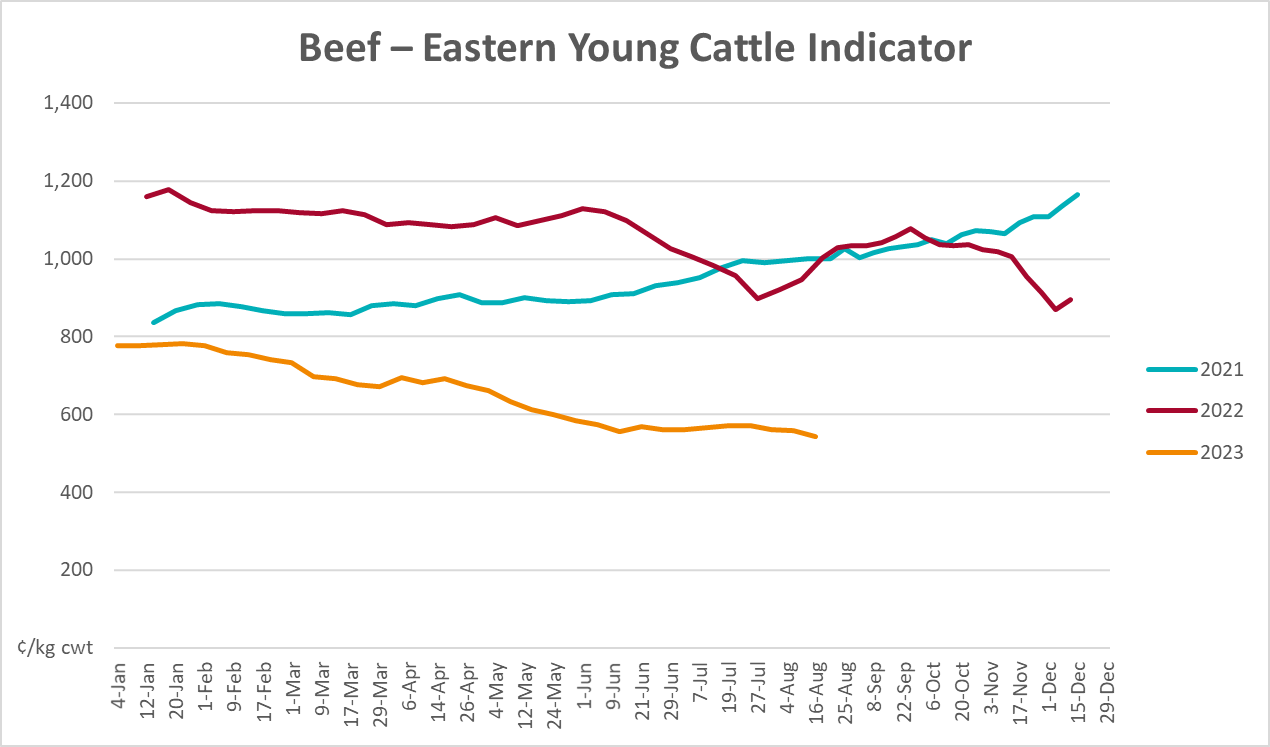 Beef – Eastern Young Cattle Indicator
1,400
1,200
1,000
800
600
400
200
¢/kg cwt
4-Jan
12-Jan
20-Jan
1-Feb
9-Feb
17-Feb
1-Mar
9-Mar
17-Mar
29-Mar
6-Apr
14-Apr
26-Apr
4-May
12-May
24-May
1-Jun
9-Jun
21-Jun
29-Jun
7-Jul
19-Jul
27-Jul
4-Aug
16-Aug
25-Aug
8-Sep
22-Sep
6-Oct
20-Oct
3-Nov
17-Nov
1-Dec
15-Dec
29-Dec
2021
2022
2023